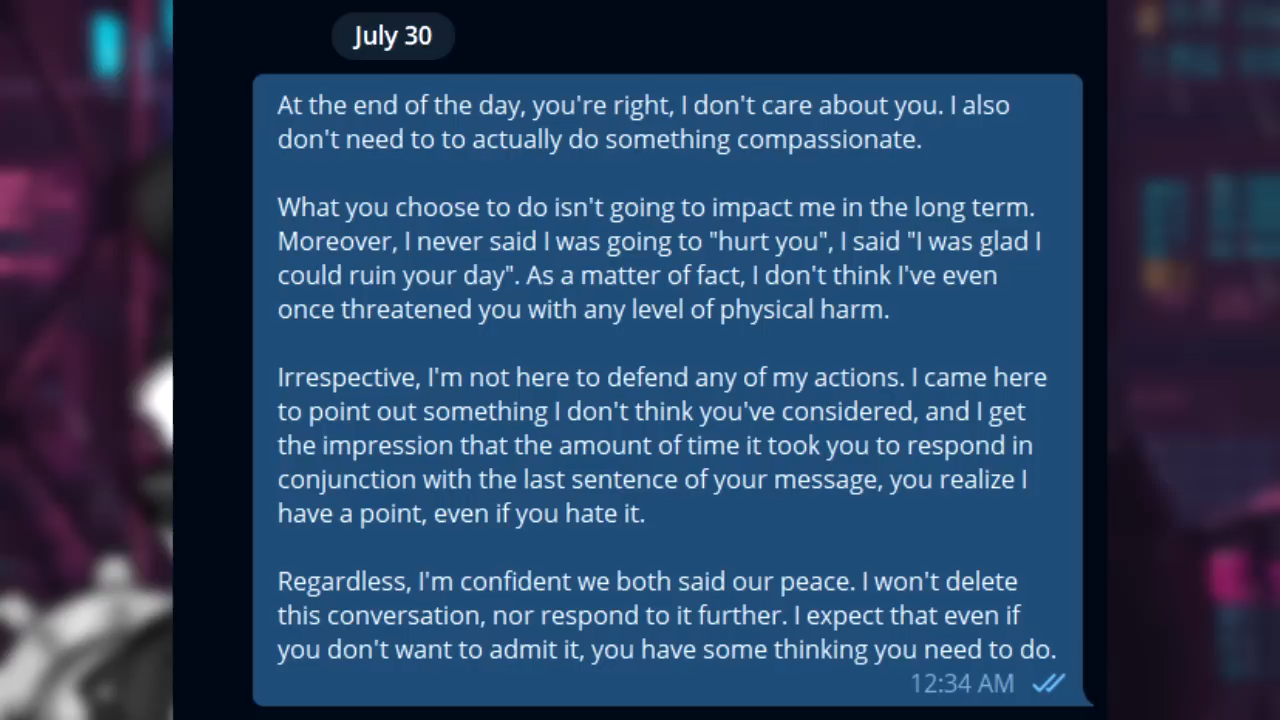 July 30
At the end of the day, you're right, I don't care about you. I also
don't need to to actually do something compassionate.
What you choose to do isn't going to impact me in the long term.
Moreover, I never said I was going to "hurt you", I said "I was glad I
could ruin your day". As a matter of fact, I don't think I've even
once threatened you with any level of physical harm.
Irrespective, I'm not here to defend any of my actions. I came here
to point out something I don't think you've considered, and I get
the impression that the amount of time it took you to respond in
conjunction with the last sentence of your message, you realize I
have a point, even if you hate it.
Regardless, I'm confident we both said our peace. I won't delete
this conversation, nor respond to it further. I expect that even if
you don't want to admit it, you have some thinking you need to do.
12:34 AM